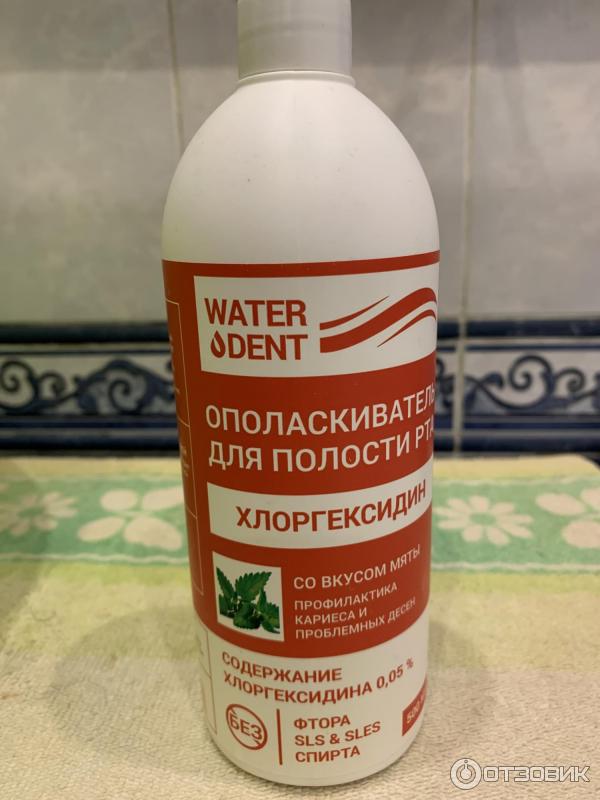 WATER
DENT
ОПОЛАСКИВАТЕЛЬ
ДЛЯ ПОЛОСТИ РТА
ХЛОРГЕКСИДИН
СО ВКУСОМ МЯТЫ
ПРОФИЛАКТИКА
КАРИЕСА И
ПРОБЛЕМНЫХ ДЕСЕН
СОДЕРЖАНИЕ
ХЛОРГЕКСИДИНА 0,05 %
500
БЕЗ
ФТОРА
SLS & SLES
СПИРТА
ОТЗОВИК